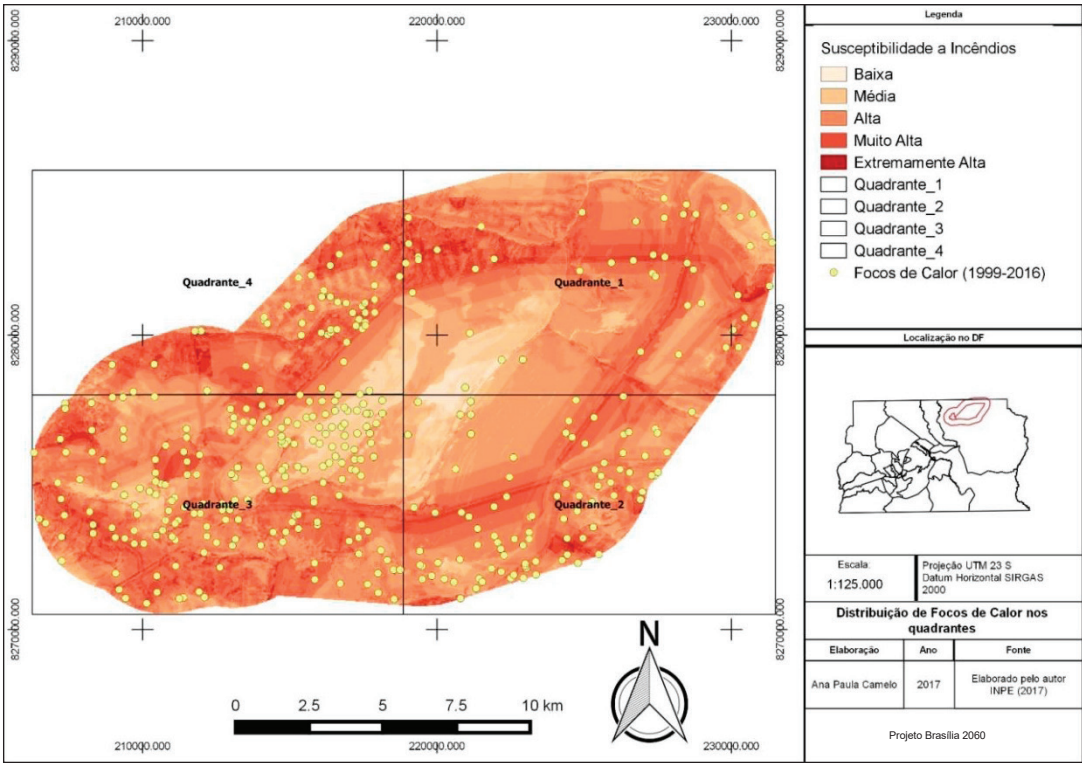 210000.000
220000.000
230000.000
8290000.000
8290000.000
Quadrante_4
Quadrante_1
8280000.000
8280000.000
Quadrante_3
Quadrante_2
8270000.000
8270000.000
N
0 2.5 5 7.5 10 km
210000.000
220000.000
230000.000
Legenda
Susceptibilidade a Incêndios
Baixa
Média
Alta
Muito Alta
Extremamente Alta
Quadrante_1
Quadrante_2
Quadrante_3
Quadrante_4
Focos de Calor (1999-2016)
Localização no DF
Escala:
1:125.000
Projeção UTM 23 S
Datum Horizontal SIRGAS
2000
Distribuição de Focos de Calor nos
quadrantes
Elaboração Ano Fonte
Ana Paula Camelo 2017 Elaborado pelo autor
INPE (2017)
Projeto Brasília 2060